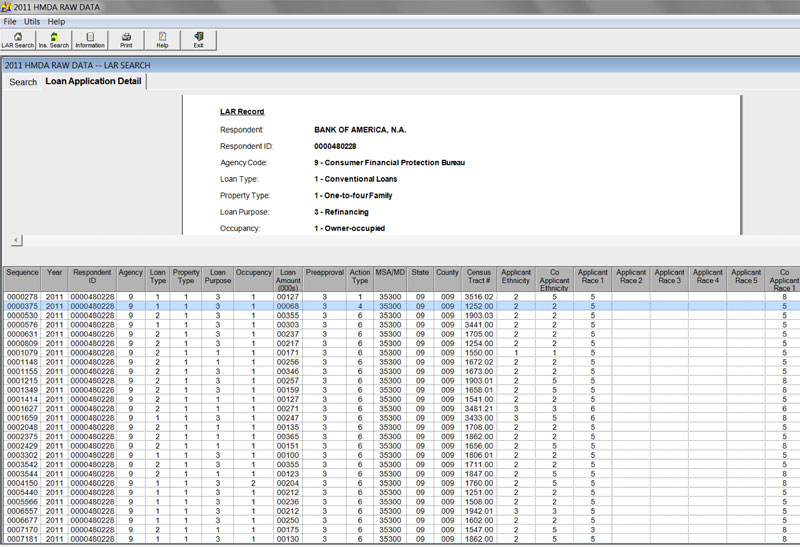 2011 HMDA RAW DATA
File Utils Help
LAR Search Ins. Search Information Print Help Exit
2011 HMDA RAW DATA -- LAR SEARCH
Search Loan Application Detail
LAR Record
Respondent: BANK OF AMERICA, N.A.
Respondent ID: 0000480228
Agency Code: 9 - Consumer Financial Protection Bureau
Loan Type: 1 - Conventional Loans
Property Type: 1 - One-to-four Family
Loan Purpose: 3 - Refinancing
Occupancy: 1 - Owner-occupied
Sequence Year Respondent ID Agency Loan Type Property Type Loan Purpose Occupancy Loan Amount (000s) Preapproval Action Type MSA/MD State County Census Tract # Applicant Ethnicity Co Applicant Ethnicity Applicant Race 1 Applicant Race 2 Applicant Race 3 Applicant Race 4 Applicant Race 5 Co Applicant Race 1
0000278 2011 0000480228 9 1 1 3 1 00127 3 1 35300 09 009 3516.02 2 5 5 8
0000375 2011 0000480228 9 1 1 3 1 00068 3 4 35300 09 009 1252.00 2 2 5 5
0000530 2011 0000480228 9 2 1 3 1 00355 3 6 35300 09 009 1903.03 2 2 5 5
0000576 2011 0000480228 9 1 1 3 1 00303 3 6 35300 09 009 3441.00 2 2 5 5
0000631 2011 0000480228 9 2 1 3 1 00237 3 6 35300 09 009 1705.00 2 2 5 5
0000809 2011 0000480228 9 2 1 3 1 00217 3 6 35300 09 009 1254.00 2 2 5 5
0001079 2011 0000480228 9 2 1 1 1 00171 3 6 35300 09 009 1550.00 1 1 5 5
0001148 2011 0000480228 9 2 1 1 1 00256 3 6 35300 09 009 1672.02 2 2 5 5
0001155 2011 0000480228 9 2 1 3 1 00346 3 6 35300 09 009 1673.00 2 2 5 5
0001215 2011 0000480228 9 2 1 3 1 00257 3 6 35300 09 009 1903.01 2 5 5 8
0001349 2011 0000480228 9 2 1 3 1 00159 3 6 35300 09 009 1658.01 2 5 5 8
0001414 2011 0000480228 9 2 1 1 1 00127 3 6 35300 09 009 1541.00 2 2 5 5
0001627 2011 0000480228 9 2 1 1 1 00271 3 6 35300 09 009 3481.21 3 3 6 6
0001659 2011 0000480228 9 1 1 3 1 00247 3 6 35300 09 009 3433.00 3 5 6 8
0002048 2011 0000480228 9 2 1 1 1 00135 3 6 35300 09 009 1708.00 2 2 5 5
0002375 2011 0000480228 9 2 1 1 1 00365 3 6 35300 09 009 1862.00 2 2 5 5
0002429 2011 0000480228 9 2 1 1 1 00151 3 6 35300 09 009 1656.00 2 5 5 8
0003302 2011 0000480228 9 1 1 3 1 00100 3 6 35300 09 009 1806.01 2 2 5 5
0003542 2011 0000480228 9 2 1 3 1 00355 3 6 35300 09 009 1711.00 2 2 5 5
0003544 2011 0000480228 9 2 1 1 1 00123 3 6 35300 09 009 1847.00 2 5 5 8
0004150 2011 0000480228 9 1 1 3 2 00204 3 6 35300 09 009 1760.00 2 5 5 8
0005440 2011 0000480228 9 1 1 3 1 00212 3 6 35300 09 009 1251.00 2 2 5 5
0005566 2011 0000480228 9 1 1 3 1 00236 3 6 35300 09 009 1508.00 2 2 5 5
0006557 2011 0000480228 9 1 1 3 1 00212 3 6 35300 09 009 1942.01 3 3 5 5
0006677 2011 0000480228 9 1 1 3 1 00250 3 6 35300 09 009 1602.00 2 2 5 5
0007170 2011 0000480228 9 2 1 1 1 00175 3 6 35300 09 009 1547.00 2 5 3 8
0007181 2011 0000480228 9 1 1 3 1 00130 3 6 35300 09 009 1862.00 2 5 5 8